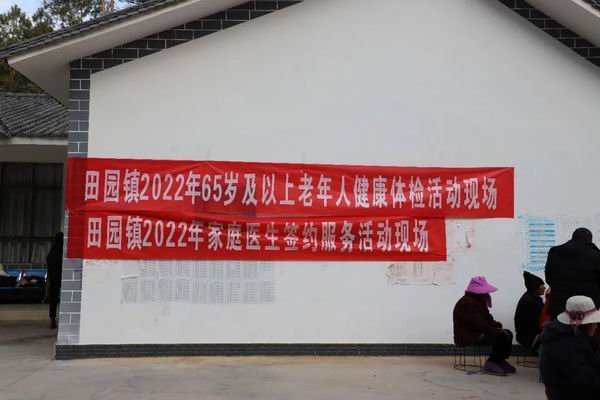 田园镇2022年65岁及以上老年人健康体检活动现场
田园镇2022年家庭医生签约服务活动现场